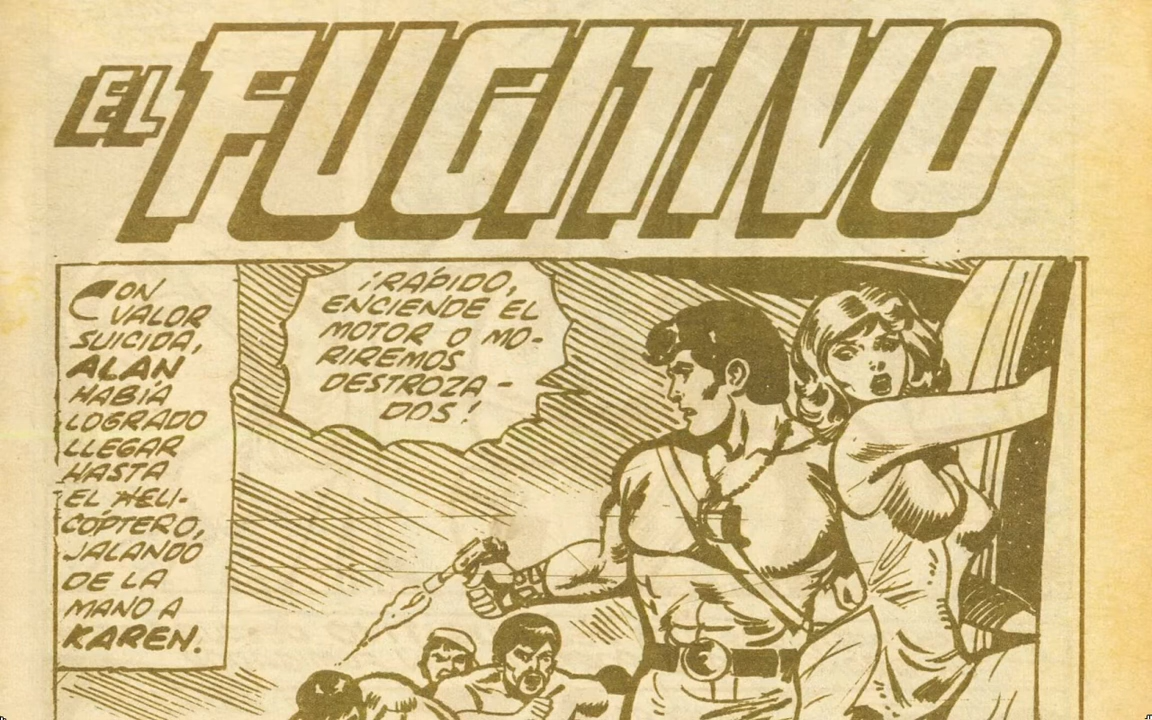 EL FUGITIVO
CON
VALOR
SUICIDA,
ALAN
HABÍA
LOGRADO
LLEGAR
HASTA
EL HELI-
CÓPTERO,
JALANDO
DE LA
MANO A
KAREN.
¡RÁPIDO,
ENCIENDE EL
MOTOR O MO-
RIREMOS
DESTROZA-
DOS!